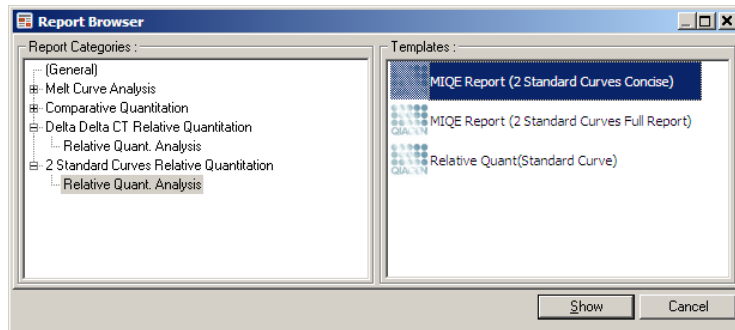 Report Browser
Report Categories :
(General)
Melt Curve Analysis
Comparative Quantitation
Delta Delta CT Relative Quantitation
Relative Quant. Analysis
2 Standard Curves Relative Quantitation
Relative Quant. Analysis
Templates :
MIQE Report (2 Standard Curves Concise)
MIQE Report (2 Standard Curves Full Report)
QIAGEN
Relative Quant(Standard Curve)
QIAGEN
Show
Cancel